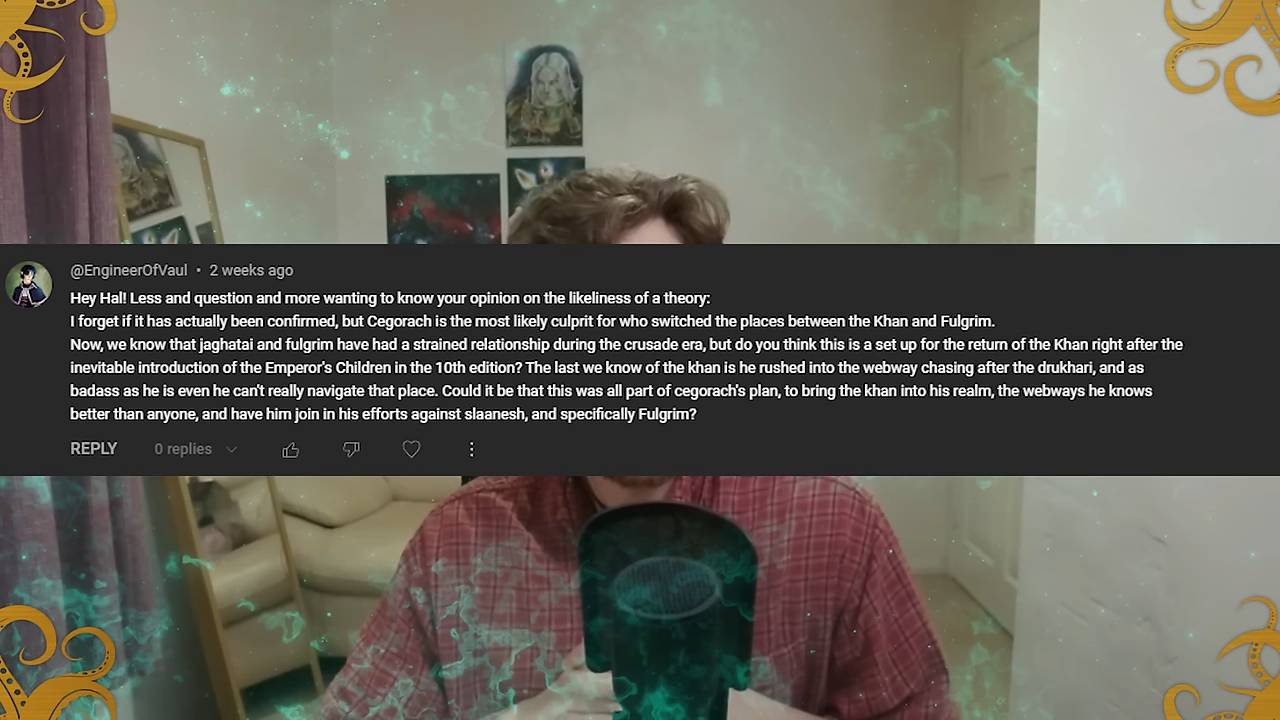 @EngineerOfVaul • 2 weeks ago
Hey Hal! Less and question and more wanting to know your opinion on the likeliness of a theory:
I forget if it has actually been confirmed, but Cegorach is the most likely culprit for who switched the places between the Khan and Fulgrim.
Now, we know that jaghatai and fulgrim have had a strained relationship during the crusade era, but do you think this is a set up for the return of the Khan right after the
inevitable introduction of the Emperor's Children in the 10th edition? The last we know of the khan is he rushed into the webway chasing after the drukhari, and as
badass as he is even he can't really navigate that place. Could it be that this was all part of cegorach's plan, to bring the khan into his realm, the webways he knows
better than anyone, and have him join in his efforts against slaanesh, and specifically Fulgrim?
REPLY 0 replies